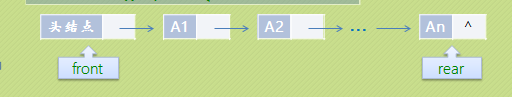 头结点 A1 A2 ... An ^
front rear